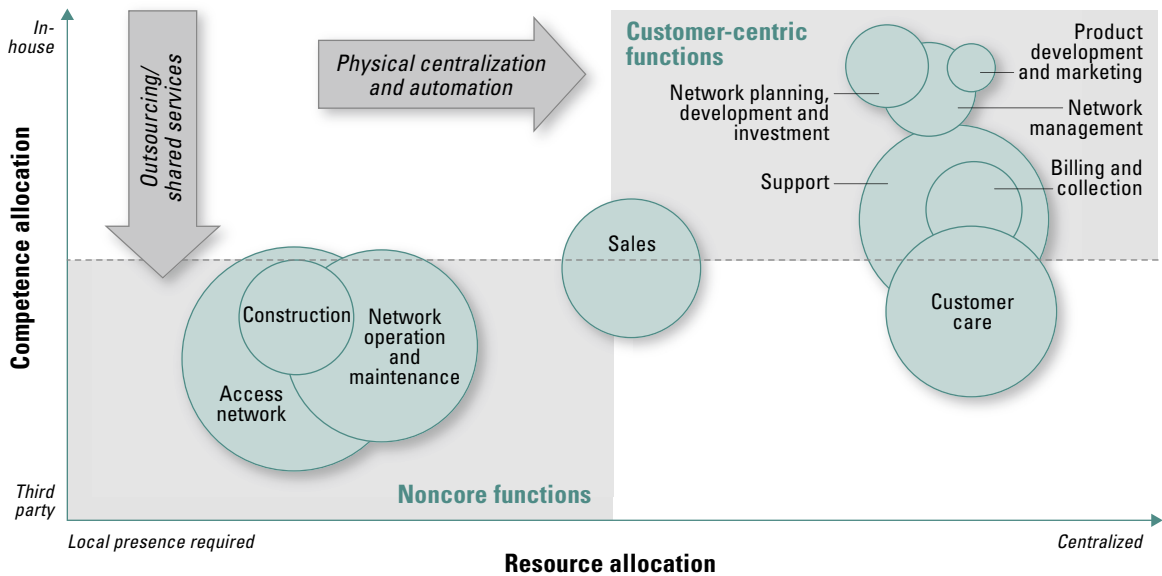 In-
house
Outsourcing/
shared services
Physical centralization
and automation
Customer-centric
functions
Product
development
and marketing
Network planning,
development and
investment
Network
management
Support
Billing and
collection
Sales
Customer
care
Construction
Network
operation
and
maintenance
Access
network
Noncore functions
Competence allocation
Third
party
Local presence required
Centralized
Resource allocation